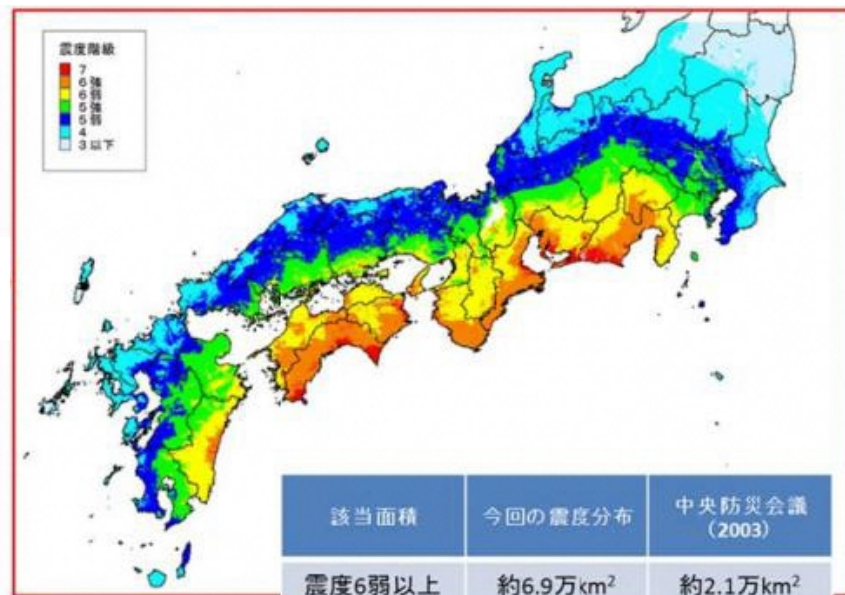 震度階級
7
6強
6弱
5強
5弱
4
3以下
該当面積
今回の震度分布
中央防災会議
(2003)
震度6弱以上
約6.9万km²
約2.1万km²